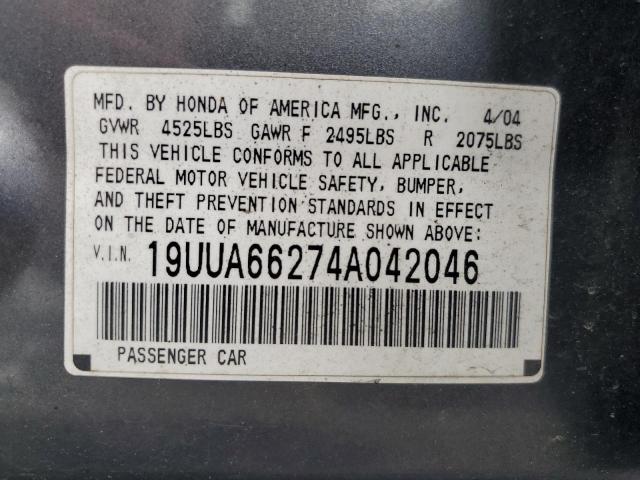 MFD. BY HONDA OF AMERICA MFG., INC. 4/04
GVWR 4525LBS GAWR F 2495LBS R 2075LBS
THIS VEHICLE CONFORMS TO ALL APPLICABLE
FEDERAL MOTOR VEHICLE SAFETY, BUMPER,
AND THEFT PREVENTION STANDARDS IN EFFECT
ON THE DATE OF MANUFACTURE SHOWN ABOVE:
V.I.N. 19UUA66274A042046
PASSENGER CAR